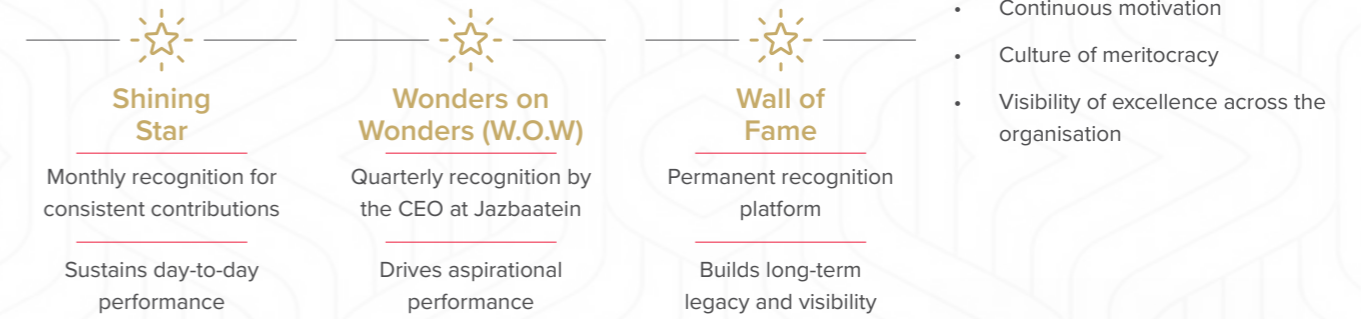 Shining
Star
Monthly recognition for
consistent contributions
Sustains day-to-day
performance
Wonders on
Wonders (W.O.W)
Quarterly recognition by
the CEO at Jazbaatein
Drives aspirational
performance
Wall of
Fame
Permanent recognition
platform
Builds long-term
legacy and visibility
• Continuous motivation
• Culture of meritocracy
• Visibility of excellence across the
organisation